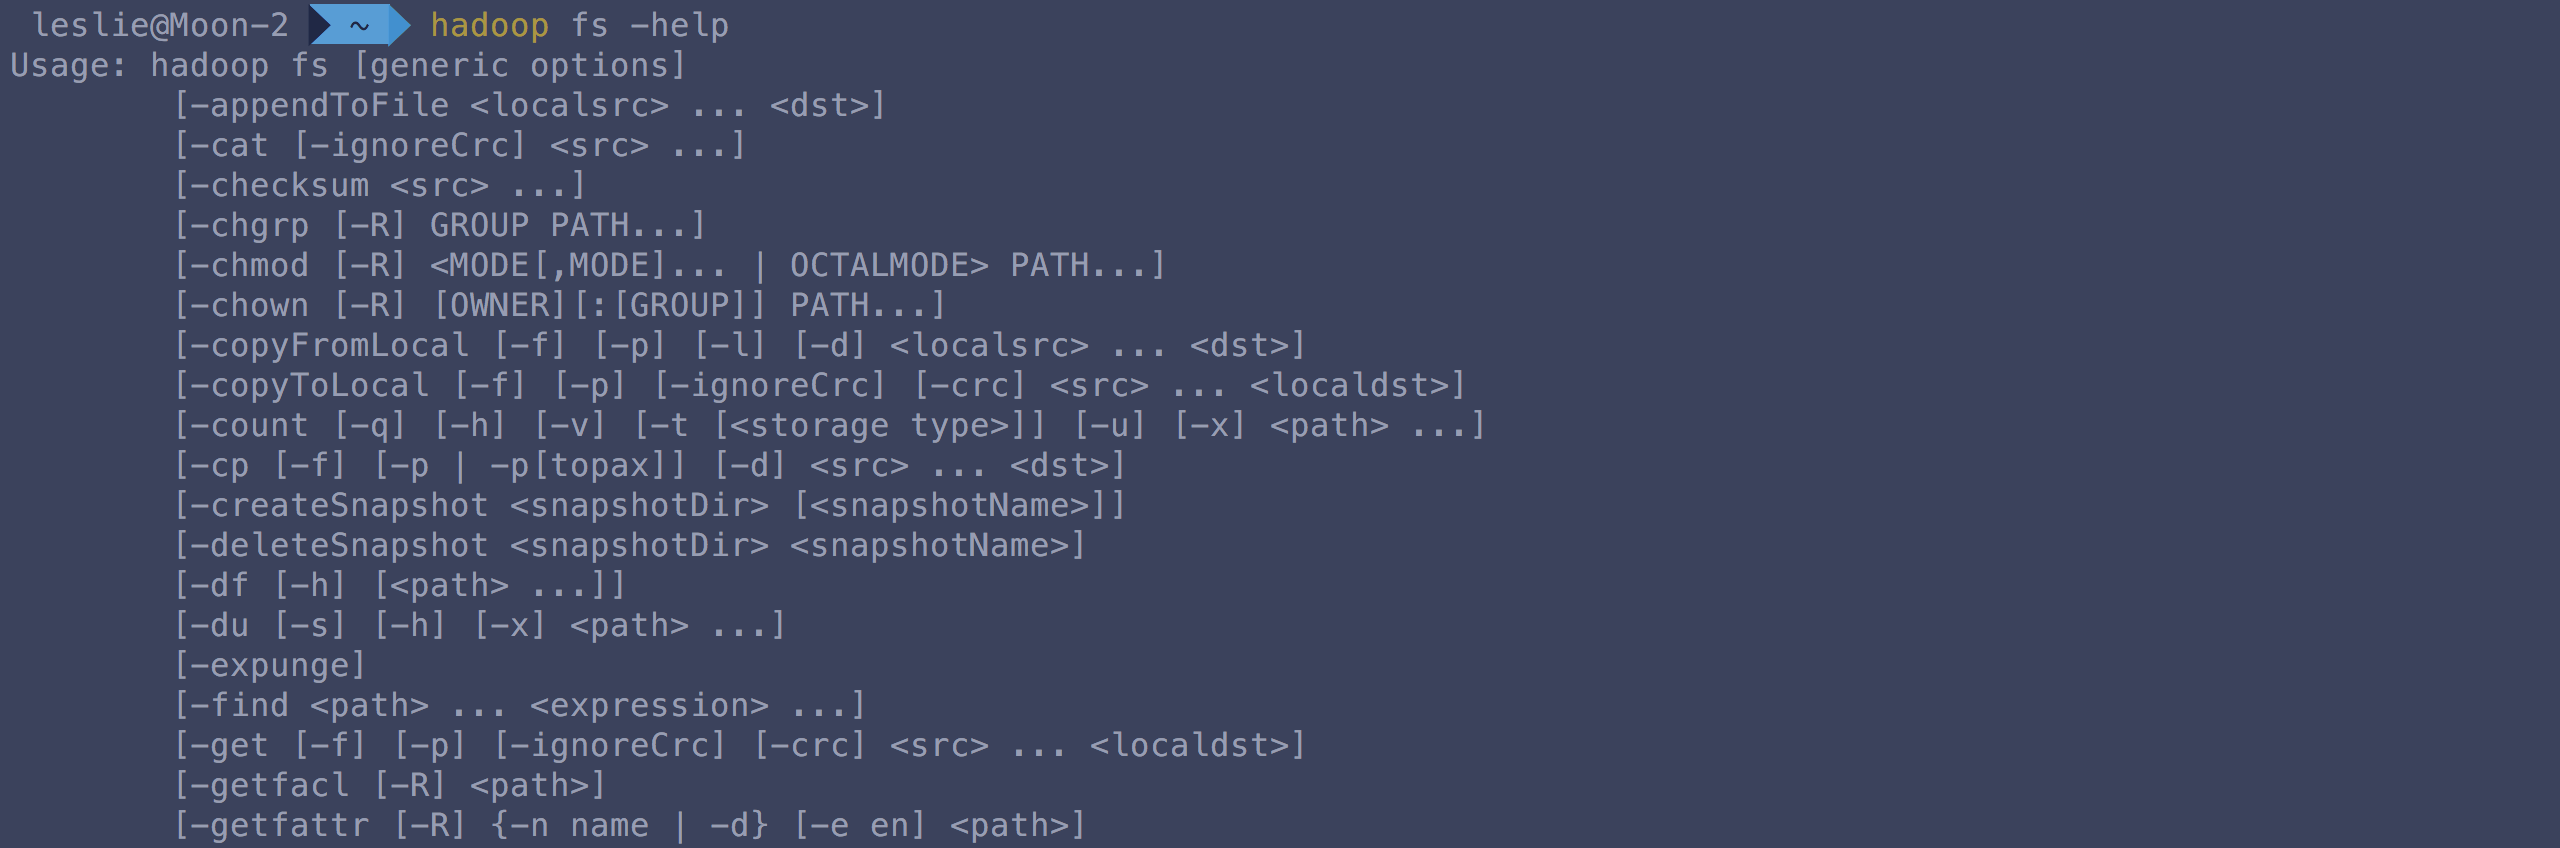 leslie@Moon-2 ~ hadoop fs -help
Usage: hadoop fs [generic options]
[-appendToFile <localsrc> ... <dst>]
[-cat [-ignoreCrc] <src> ...]
[-checksum <src> ...]
[-chgrp [-R] GROUP PATH...]
[-chmod [-R] <MODE[,MODE]... | OCTALMODE> PATH...]
[-chown [-R] [OWNER][:[GROUP]] PATH...]
[-copyFromLocal [-f] [-p] [-l] [-d] <localsrc> ... <dst>]
[-copyToLocal [-f] [-p] [-ignoreCrc] [-crc] <src> ... <localdst>]
[-count [-q] [-h] [-v] [-t [<storage type>]] [-u] [-x] <path> ...]
[-cp [-f] [-p | -p[topax]] [-d] <src> ... <dst>]
[-createSnapshot <snapshotDir> [<snapshotName>]]
[-deleteSnapshot <snapshotDir> <snapshotName>]
[-df [-h] [<path> ...]]
[-du [-s] [-h] [-x] <path> ...]
[-expunge]
[-find <path> ... <expression> ...]
[-get [-f] [-p] [-ignoreCrc] [-crc] <src> ... <localdst>]
[-getfacl [-R] <path>]
[-getfattr [-R] {-n name | -d} [-e en] <path>]